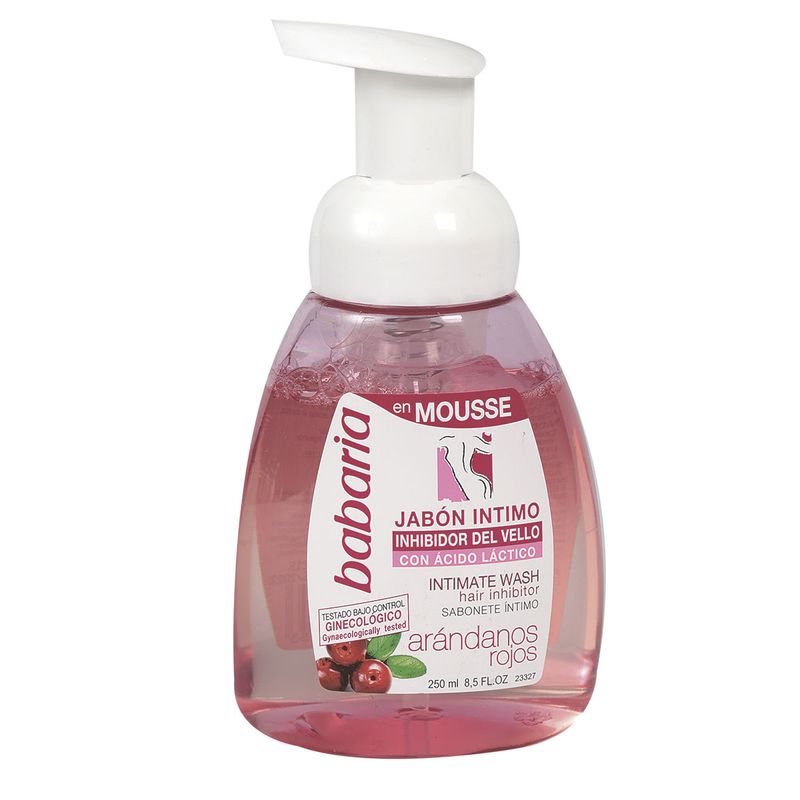 en MOUSSE
babaria
JABÓN INTIMO
INHIBIDOR DEL VELLO
CON ÁCIDO LÁCTICO
INTIMATE WASH
hair inhibitor
SABONETE ÍNTIMO
TESTADO BAJO CONTROL
GINECOLÓGICO
Gynaecologically tested
arándanos
rojos
250 ml 8,5 FL.OZ 23327